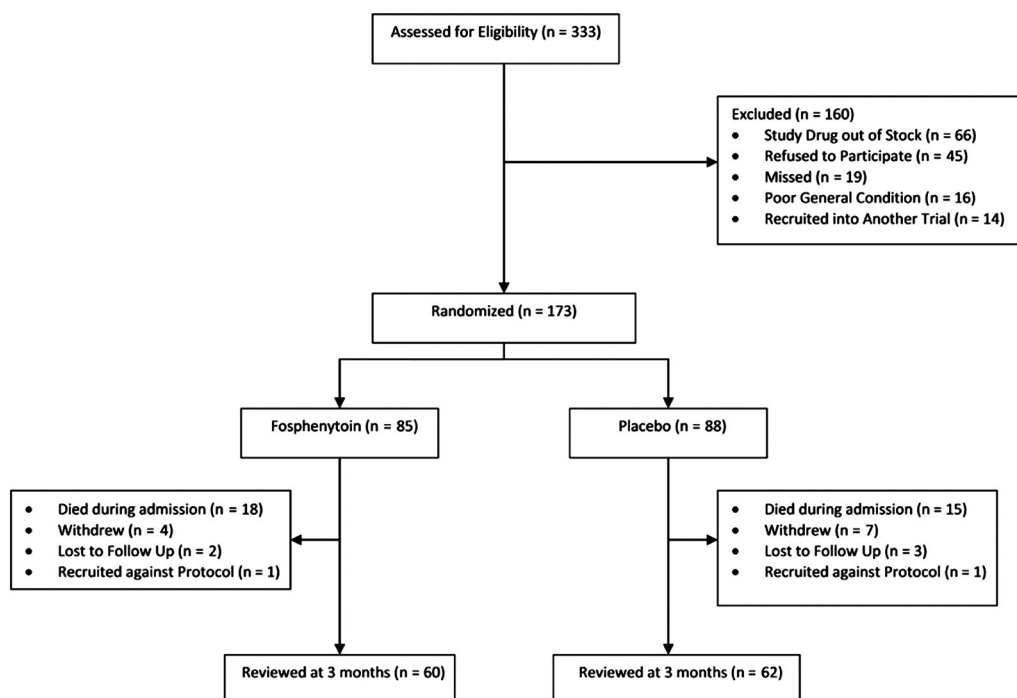 Assessed for Eligibility (n = 333)
Excluded (n = 160)
• Study Drug out of Stock (n = 66)
• Refused to Participate (n = 45)
• Missed (n = 19)
• Poor General Condition (n = 16)
• Recruited into Another Trial (n = 14)
Randomized (n = 173)
Fosphenytoin (n = 85)
Placebo (n = 88)
• Died during admission (n = 18)
• Withdrew (n = 4)
• Lost to Follow Up (n = 2)
• Recruited against Protocol (n = 1)
• Died during admission (n = 15)
• Withdrew (n = 7)
• Lost to Follow Up (n = 3)
• Recruited against Protocol (n = 1)
Reviewed at 3 months (n = 60)
Reviewed at 3 months (n = 62)